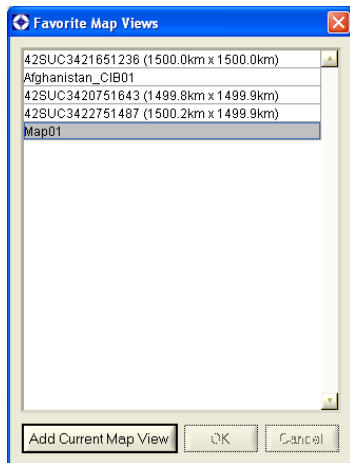 Favorite Map Views
42SUC3421651236 (1500.0km x 1500.0km)
Afghanistan_CIB01
42SUC3420751643 (1499.8km x 1499.9km)
42SUC3422751487 (1500.2km x 1499.9km)
Map01
Add Current Map View OK Cancel